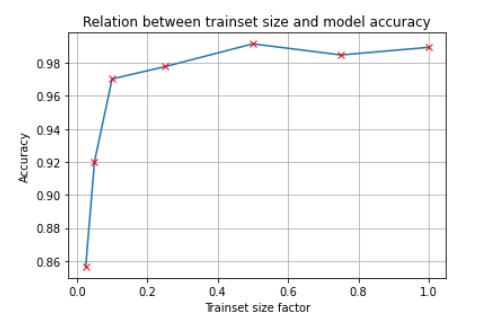 Relation between trainset size and model accuracy
Accuracy
0.98
0.96
0.94
0.92
0.90
0.88
0.86
0.0 0.2 0.4 0.6 0.8 1.0
Trainset size factor